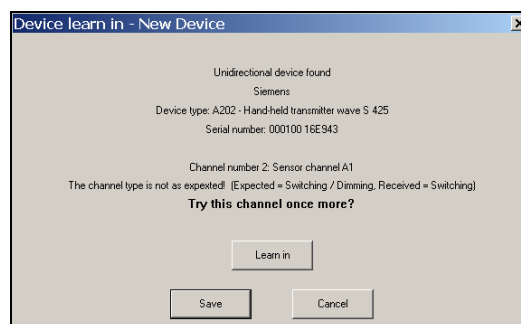 Device learn in - New Device
Unidirectional device found
Siemens
Device type: A202 - Hand-held transmitter wave S 425
Serial number: 000100 16E943
Channel number 2: Sensor channel A1
The channel type is not as expexted! (Expected = Switching / Dimming, Received = Switching)
Try this channel once more?
Learn in
Save
Cancel